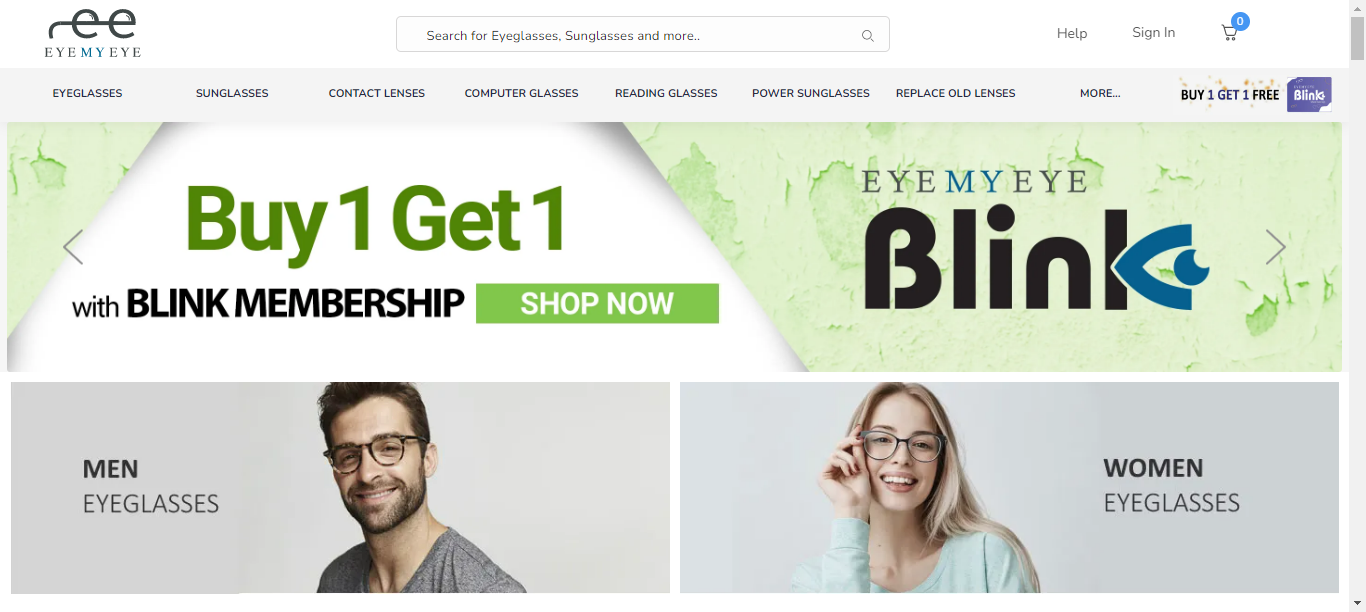 EYE MY EYE
Search for Eyeglasses, Sunglasses and more..
Help
Sign In
0
EYEGLASSES
SUNGLASSES
CONTACT LENSES
COMPUTER GLASSES
READING GLASSES
POWER SUNGLASSES
REPLACE OLD LENSES
MORE...
BUY 1 GET 1 FREE
Blink
Buy 1 Get 1
with BLINK MEMBERSHIP
SHOP NOW
EYE MY EYE
Blink
MEN
EYEGLASSES
WOMEN
EYEGLASSES